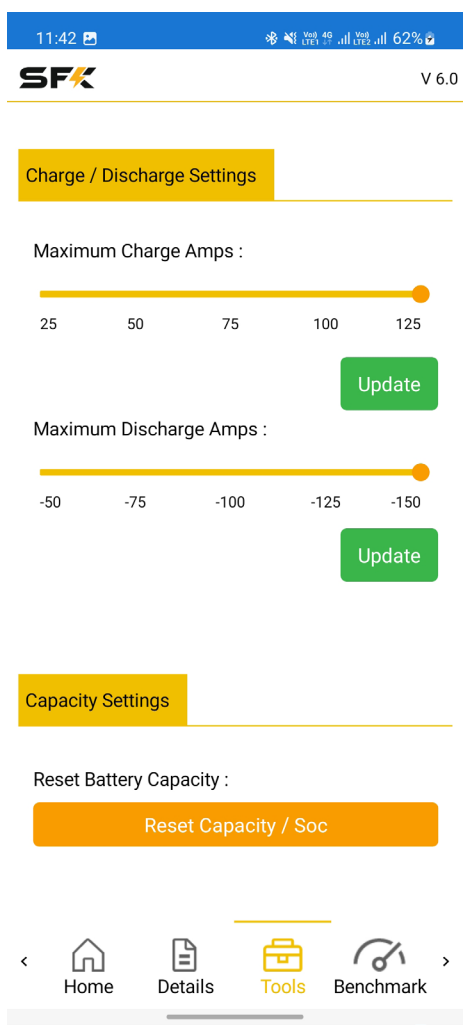 11:42 Vo)) LTE1 4G Vo)) LTE2 62%
SFK V 6.0
Charge / Discharge Settings
Maximum Charge Amps :
25 50 75 100 125
Update
Maximum Discharge Amps :
-50 -75 -100 -125 -150
Update
Capacity Settings
Reset Battery Capacity :
Reset Capacity / Soc
‹ Home Details Tools Benchmark ›